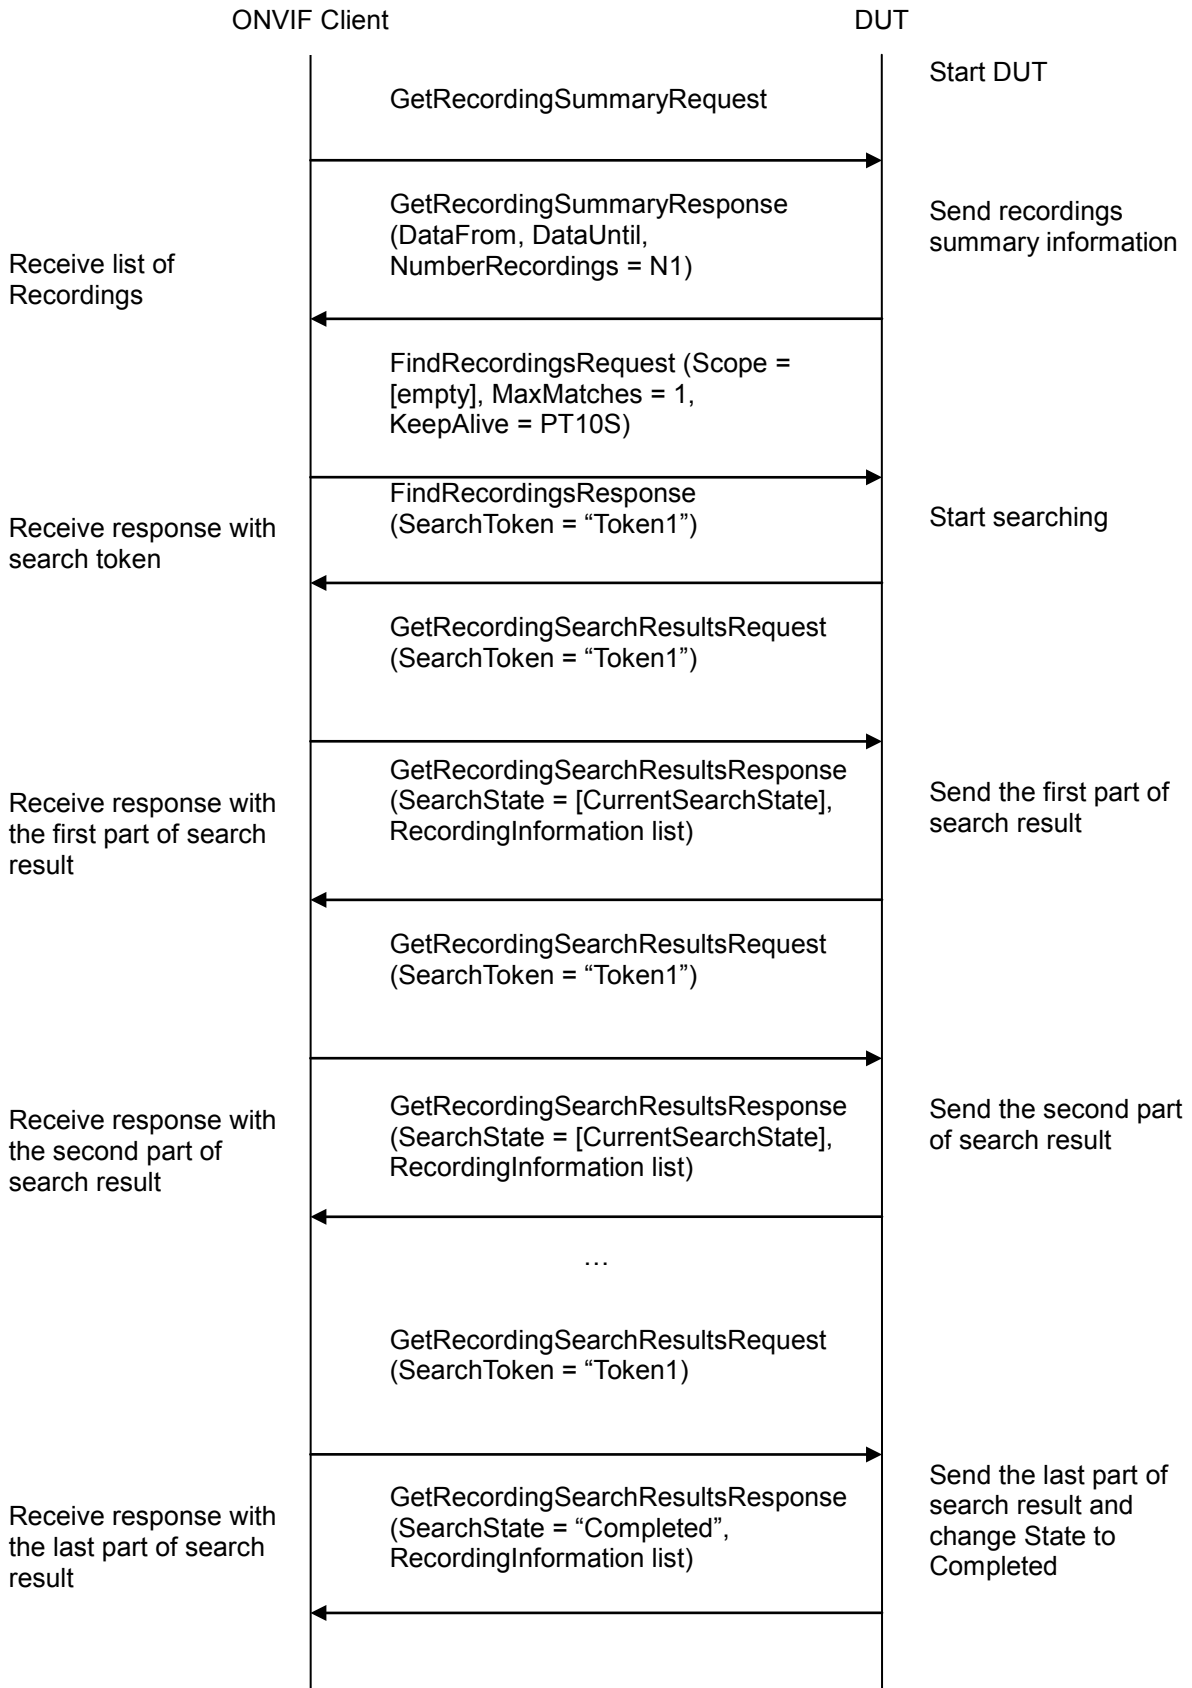 ONVIF Client
DUT
Start DUT
GetRecordingSummaryRequest
GetRecordingSummaryResponse
(DataFrom, DataUntil,
NumberRecordings = N1)
Send recordings
summary information
Receive list of
Recordings
FindRecordingsRequest (Scope =
[empty], MaxMatches = 1,
KeepAlive = PT10S)
FindRecordingsResponse
(SearchToken = “Token1”)
Start searching
Receive response with
search token
GetRecordingSearchResultsRequest
(SearchToken = “Token1”)
GetRecordingSearchResultsResponse
(SearchState = [CurrentSearchState],
RecordingInformation list)
Send the first part of
search result
Receive response with
the first part of search
result
GetRecordingSearchResultsRequest
(SearchToken = “Token1”)
GetRecordingSearchResultsResponse
(SearchState = [CurrentSearchState],
RecordingInformation list)
Send the second part
of search result
Receive response with
the second part of
search result
…
GetRecordingSearchResultsRequest
(SearchToken = “Token1)
GetRecordingSearchResultsResponse
(SearchState = “Completed”,
RecordingInformation list)
Send the last part of
search result and
change State to
Completed
Receive response with
the last part of search
result